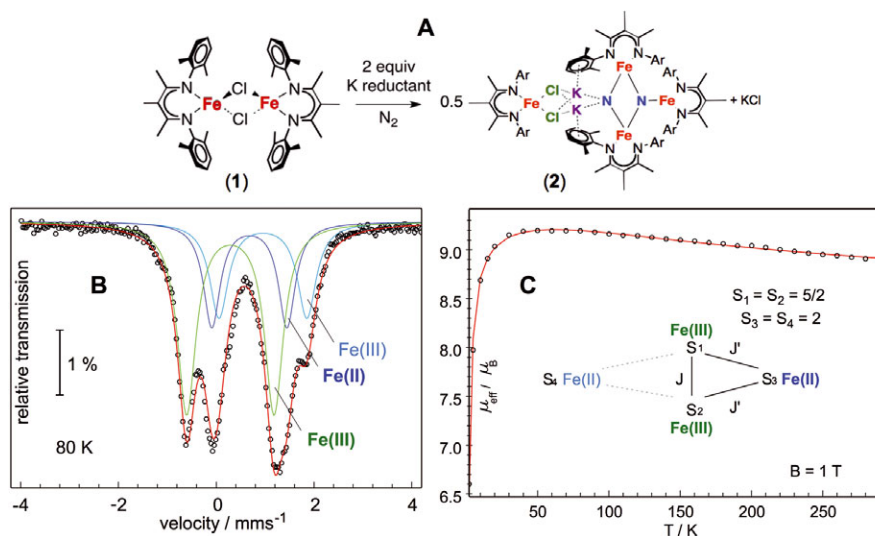 A
Cl
Fe
Fe
Cl
N
N
N
N
(1)
2 equiv
K reductant
N2
0.5
Ar
N
Fe
N
Ar
Cl
Cl
K
K
N
N
N
Fe
N
N
Fe
N
N
Fe
Ar
Ar
N
N
Ar
Ar
+ KCl
(2)
B
relative transmission
1 %
80 K
Fe(III)
Fe(II)
Fe(III)
-4
-2
0
2
4
velocity / mms-1
C
μeff / μB
9.0
8.5
8.0
7.5
7.0
6.5
S1 = S2 = 5/2
S3 = S4 = 2
Fe(III)
S1
J'
S4 Fe(II)
J
S3 Fe(II)
S2
J'
Fe(III)
B = 1 T
50
100
150
200
250
T / K